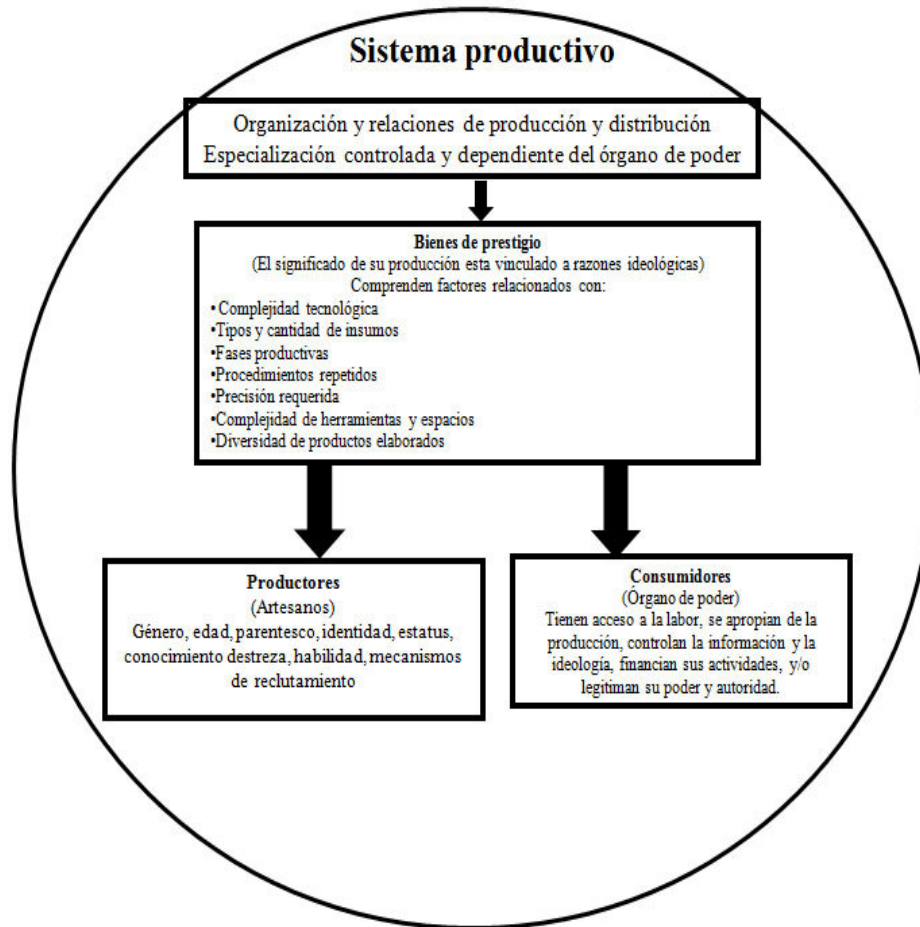 Sistema productivo
Organización y relaciones de producción y distribución
Especialización controlada y dependiente del órgano de poder
Bienes de prestigio
(El significado de su producción esta vinculado a razones ideológicas)
Comprenden factores relacionados con:
•Complejidad tecnológica
•Tipos y cantidad de insumos
•Fases productivas
•Procedimientos repetidos
•Precisión requerida
•Complejidad de herramientas y espacios
•Diversidad de productos elaborados
Productores
(Artesanos)
Género, edad, parentesco, identidad, estatus,
conocimiento destreza, habilidad, mecanismos
de reclutamiento
Consumidores
(Órgano de poder)
Tienen acceso a la labor, se apropian de la
producción, controlan la información y la
ideología, financian sus actividades, y/o
legitiman su poder y autoridad.